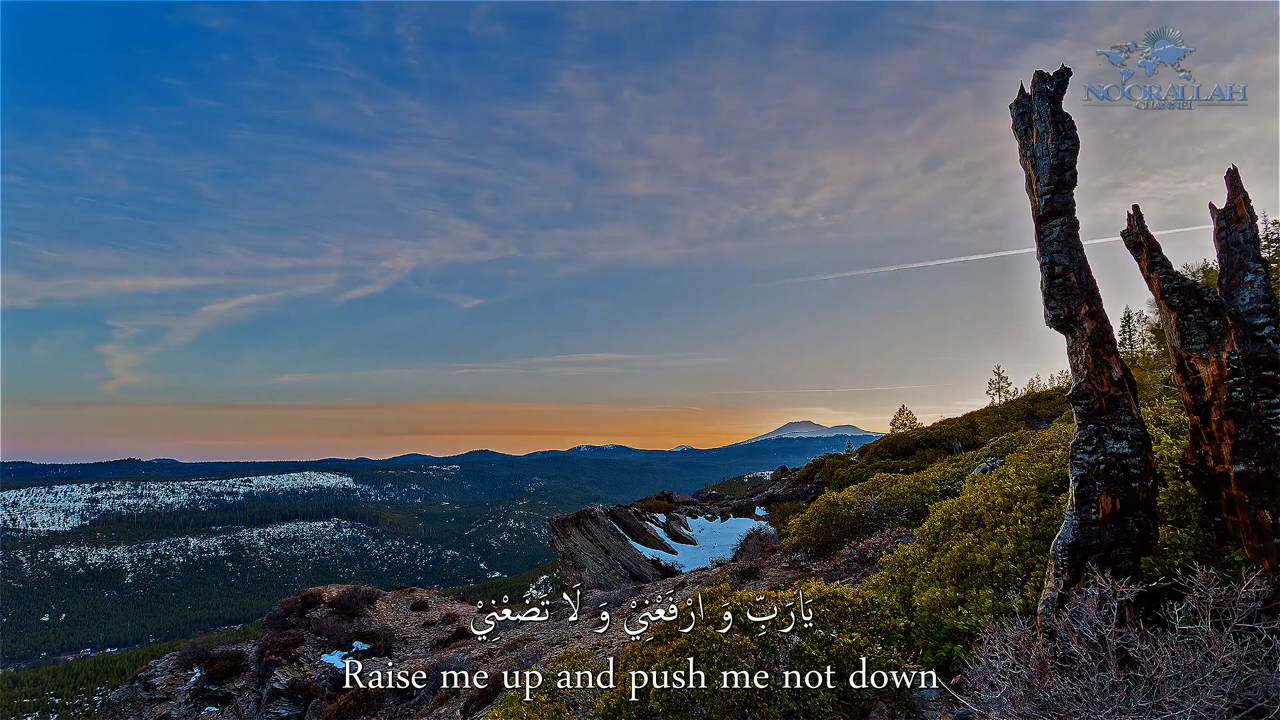 NOORALLAH
CHANNEL
يَارَبِّ وَ ارْفَعْنِيْ وَ لَا تَضَعْنِيْ
Raise me up and push me not down